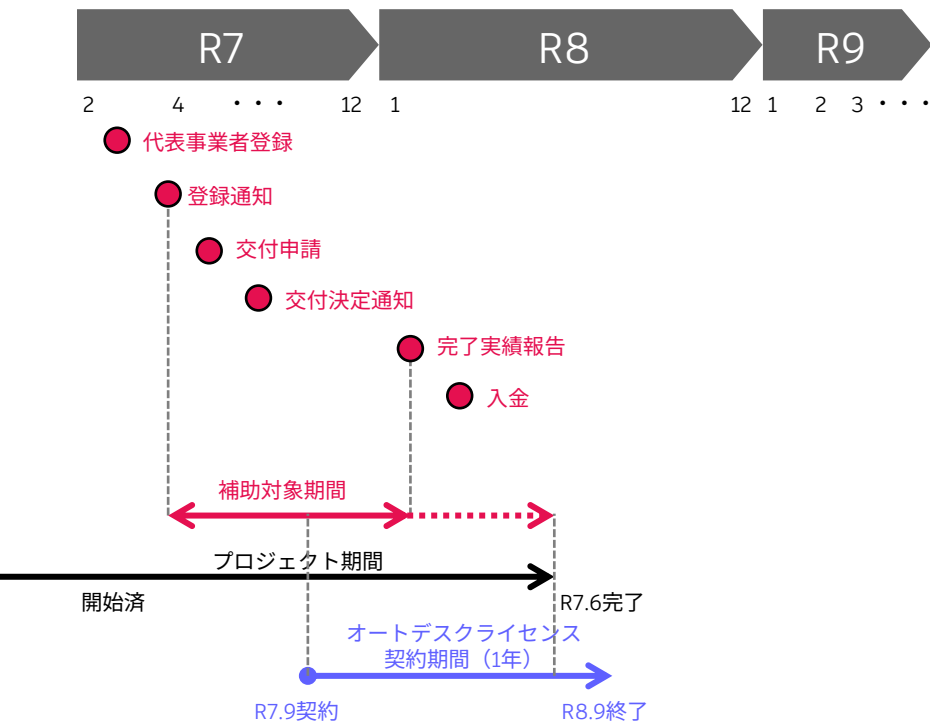 R7 R8 R9
2 4 ・・・ 12 1 12 1 2 3 ・・・
代表事業者登録
登録通知
交付申請
交付決定通知
完了実績報告
入金
補助対象期間
プロジェクト期間
開始済
R7.6完了
オートデスクライセンス
契約期間（1年）
R7.9契約
R8.9終了